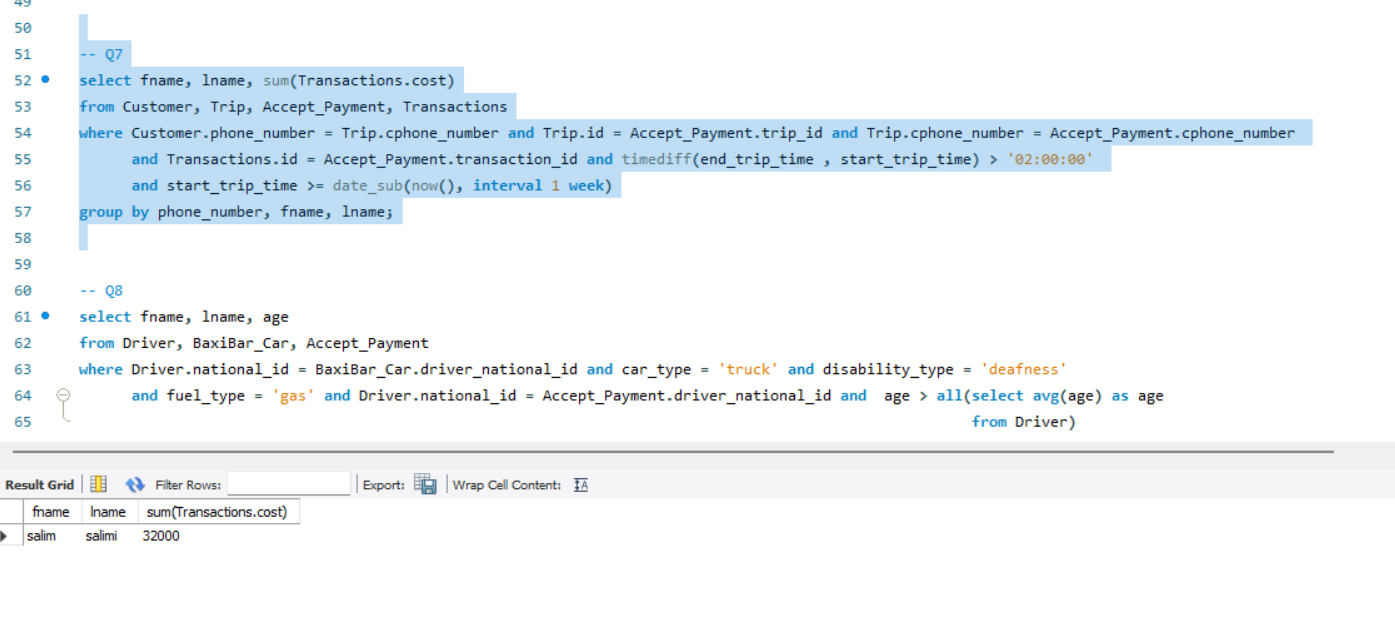 49
50
51 -- Q7
52 select fname, lname, sum(Transactions.cost)
53 from Customer, Trip, Accept_Payment, Transactions
54 where Customer.phone_number = Trip.cphone_number and Trip.id = Accept_Payment.trip_id and Trip.cphone_number = Accept_Payment.cphone_number
55 and Transactions.id = Accept_Payment.transaction_id and timediff(end_trip_time , start_trip_time) > '02:00:00'
56 and start_trip_time >= date_sub(now(), interval 1 week)
57 group by phone_number, fname, lname;
58
59
60 -- Q8
61 select fname, lname, age
62 from Driver, BaxiBar_Car, Accept_Payment
63 where Driver.national_id = BaxiBar_Car.driver_national_id and car_type = 'truck' and disability_type = 'deafness'
64 and fuel_type = 'gas' and Driver.national_id = Accept_Payment.driver_national_id and age > all(select avg(age) as age
65 from Driver)
Result Grid Filter Rows: Export: Wrap Cell Content: IA
fname lname sum(Transactions.cost)
salim salimi 32000